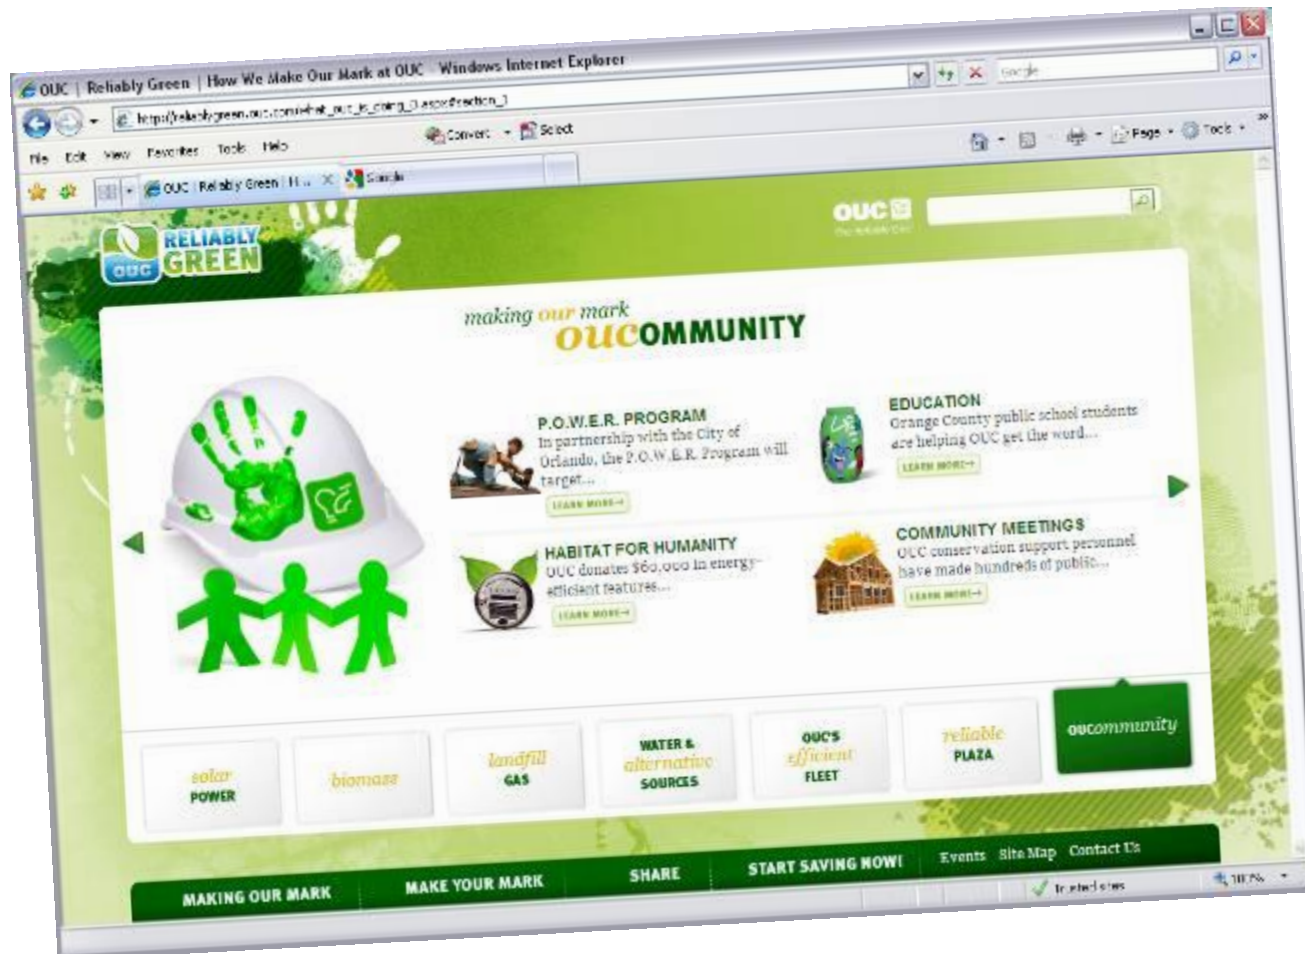 OUC | Reliably Green | How We Make Our Mark at OUC - Windows Internet Explorer
Google
File Edit View Favorites Tools Help
Convert Select
Page Tools
OUC | Reliably Green | H... Google
OUC
RELIABLY
GREEN
OUC
making our mark
OUCOMMUNITY
P.O.W.E.R. PROGRAM
In partnership with the City of
Orlando, the P.O.W.E.R. Program will
target...
LEARN MORE
EDUCATION
Orange County public school students
are helping OUC get the word...
LEARN MORE
HABITAT FOR HUMANITY
OUC donates $60,000 in energy-
efficient features...
LEARN MORE
COMMUNITY MEETINGS
OUC conservation support personnel
have made hundreds of public...
LEARN MORE
solar
POWER
biomass
landfill
GAS
WATER &
alternative
SOURCES
OUC'S
efficient
FLEET
reliable
PLAZA
OUCommunity
MAKING OUR MARK MAKE YOUR MARK SHARE START SAVING NOW! Events Site Map Contact Us
Trusted sites
100%